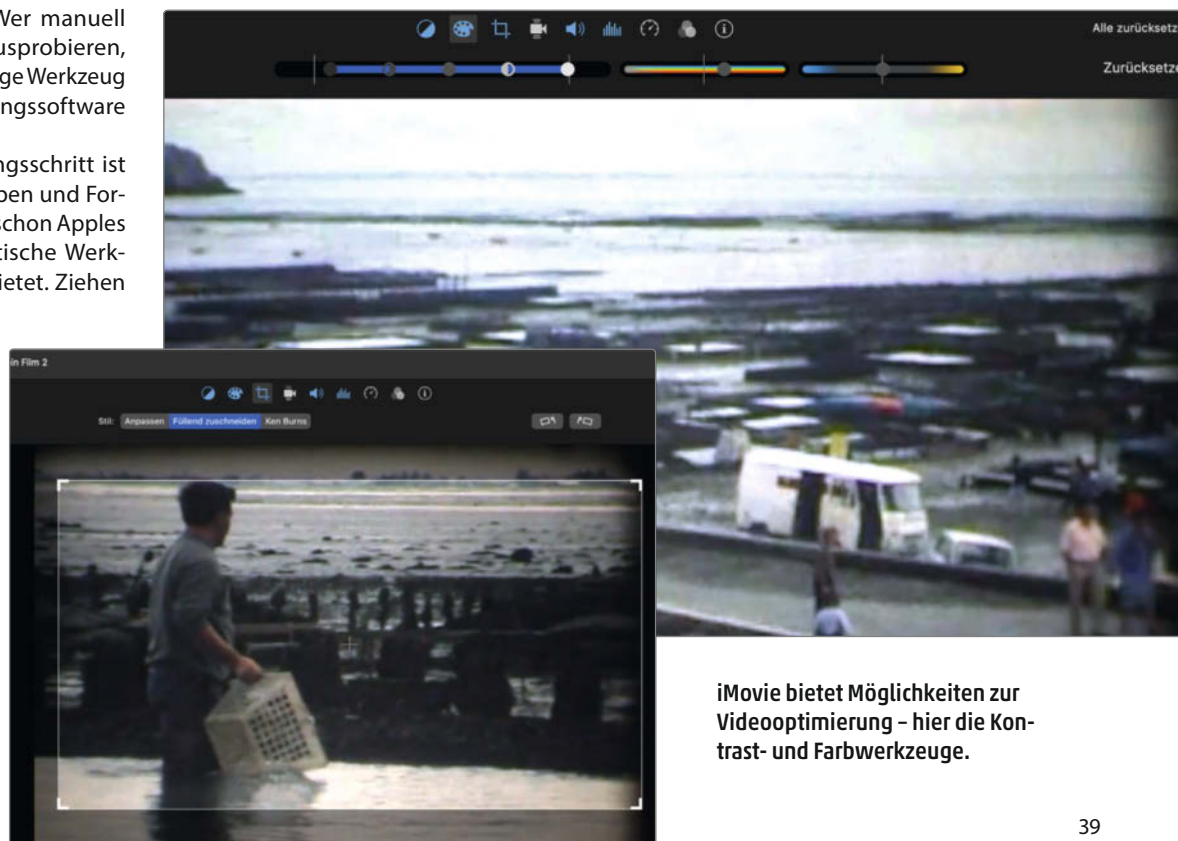 Wer manuell
usprobieren,
ge Werkzeug
ngssoftware
ngsschritt ist
ben und For-
schon Apples
tische Werk-
ietet. Ziehen
Alle zurücksetze
Zurücksetze
in Film 2
Stil: Anpassen Füllend zuschneiden Ken Burns
iMovie bietet Möglichkeiten zur
Videooptimierung – hier die Kon-
trast- und Farbwerkzeuge.
39